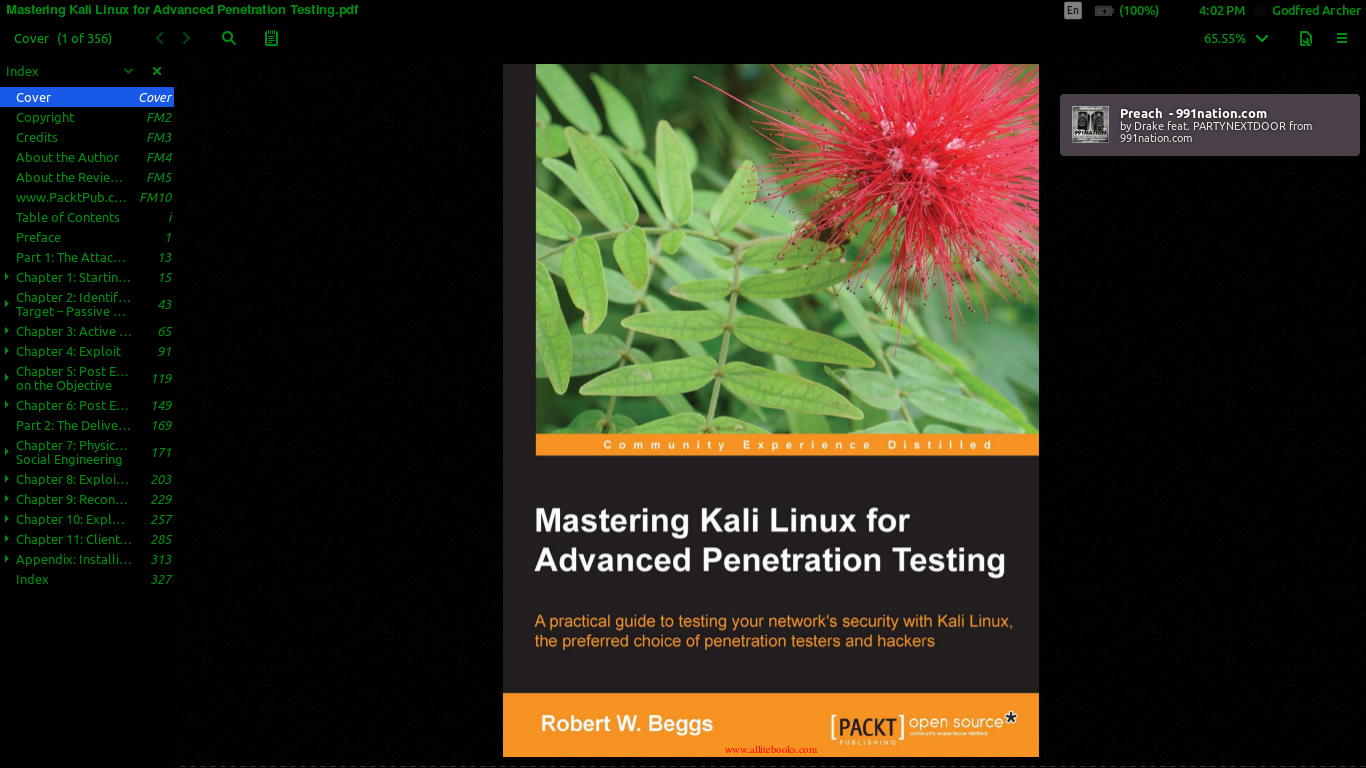 Mastering Kali Linux for Advanced Penetration Testing.pdf
En (100%) 4:02 PM Godfred Archer
Cover (1 of 356)
65.55%
Index
Cover Cover
Copyright FM2
Credits FM3
About the Author FM4
About the Revie... FM5
www.PacktPub.c... FM10
Table of Contents i
Preface 1
Part 1: The Attac... 13
Chapter 1: Startin... 15
Chapter 2: Identif...
Target – Passive ... 43
Chapter 3: Active ... 65
Chapter 4: Exploit 91
Chapter 5: Post E...
on the Objective 119
Chapter 6: Post E... 149
Part 2: The Delive... 169
Chapter 7: Physic...
Social Engineering 171
Chapter 8: Exploi... 203
Chapter 9: Recon... 229
Chapter 10: Expl... 257
Chapter 11: Client... 285
Appendix: Installi... 313
Index 327
Community Experience Distilled
Mastering Kali Linux for
Advanced Penetration Testing
A practical guide to testing your network's security with Kali Linux,
the preferred choice of penetration testers and hackers
Robert W. Beggs
[PACKT] open source*
PUBLISHING community experience distilled
www.allitebooks.com
991NATION
Preach - 991nation.com
by Drake feat. PARTYNEXTDOOR from
991nation.com